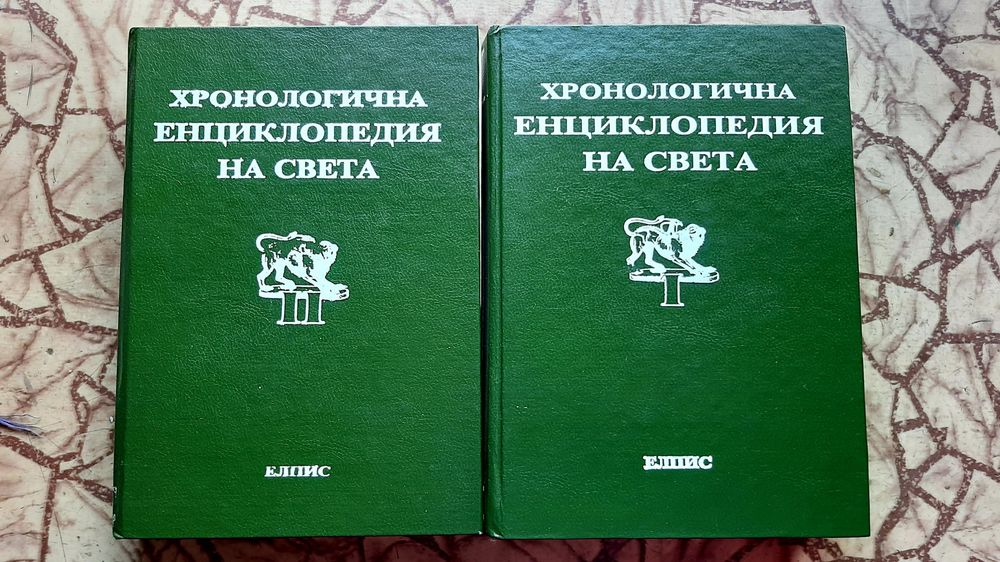 ХРОНОЛОГИЧНА
ЕНЦИКЛОПЕДИЯ
НА СВЕТА
II
ЕЛПИС
ХРОНОЛОГИЧНА
ЕНЦИКЛОПЕДИЯ
НА СВЕТА
I
ЕЛПИС